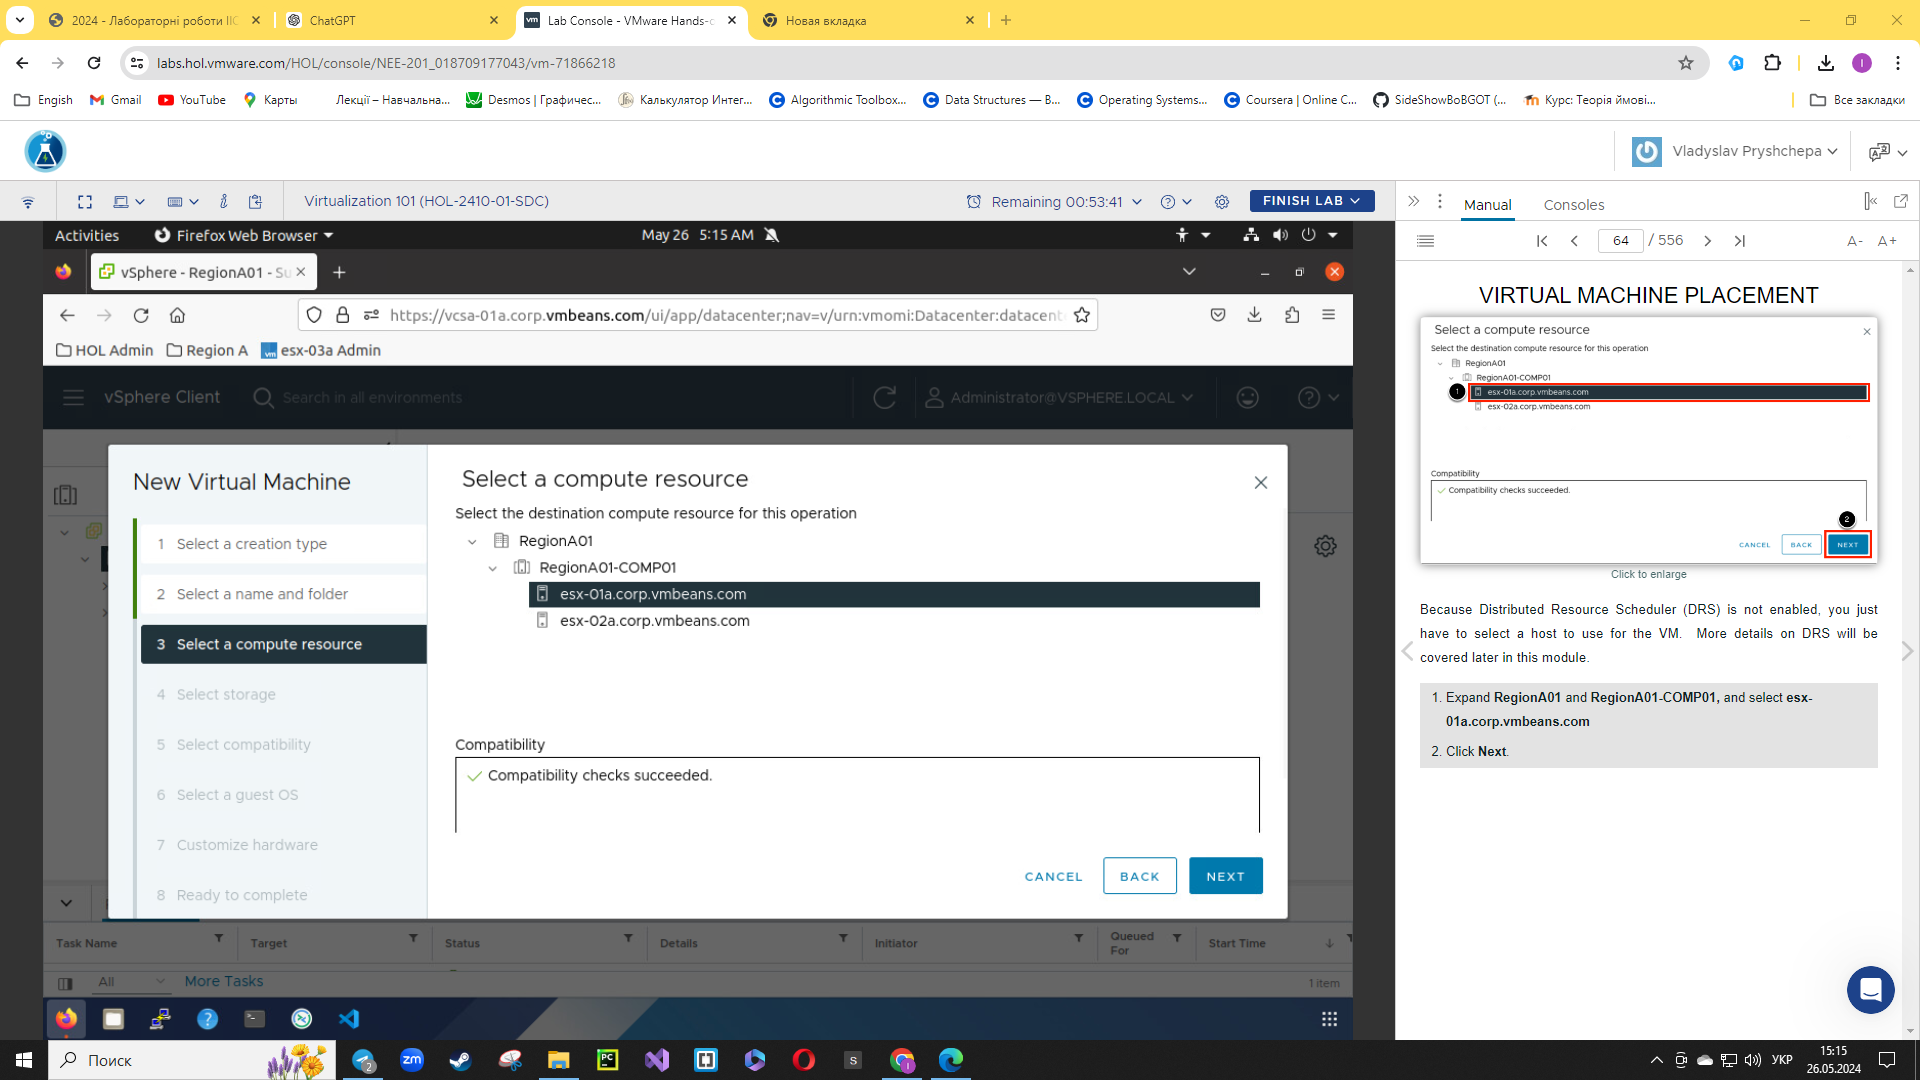 2024 - Лабораторні роботи ІІС
ChatGPT
Lab Console - VMware Hands-o
Новая вкладка
labs.hol.vmware.com/HOL/console/NEE-201_018709177043/vm-71866218
Engish
Gmail
YouTube
Карты
Лекції – Навчальна...
Desmos | Графичес...
Калькулятор Интег...
Algorithmic Toolbox...
Data Structures — В...
Operating Systems...
Coursera | Online C...
SideShowBoBGOT (...
Курс: Теорія ймові...
Все закладки
Vladyslav Pryshchepa
Virtualization 101 (HOL-2410-01-SDC)
Remaining 00:53:41
FINISH LAB
Manual
Consoles
Activities
Firefox Web Browser
May 26 5:15 AM
64 / 556
A- A+
vSphere - RegionA01 - Su
https://vcsa-01a.corp.vmbeans.com/ui/app/datacenter;nav=v/urn:vmomi:Datacenter:datacent
HOL Admin
Region A
esx-03a Admin
vSphere Client
Search in all environments
Administrator@VSPHERE.LOCAL
New Virtual Machine
1 Select a creation type
2 Select a name and folder
3 Select a compute resource
4 Select storage
5 Select compatibility
6 Select a guest OS
7 Customize hardware
8 Ready to complete
Select a compute resource
Select the destination compute resource for this operation
RegionA01
RegionA01-COMP01
esx-01a.corp.vmbeans.com
esx-02a.corp.vmbeans.com
Compatibility
Compatibility checks succeeded.
CANCEL
BACK
NEXT
Task Name
Target
Status
Details
Initiator
Queued For
Start Time
All
More Tasks
1 item
VIRTUAL MACHINE PLACEMENT
Select a compute resource
Select the destination compute resource for this operation
RegionA01
RegionA01-COMP01
1
esx-01a.corp.vmbeans.com
esx-02a.corp.vmbeans.com
Compatibility
Compatibility checks succeeded.
2
CANCEL
BACK
NEXT
Click to enlarge
Because Distributed Resource Scheduler (DRS) is not enabled, you just
have to select a host to use for the VM. More details on DRS will be
covered later in this module.
1. Expand RegionA01 and RegionA01-COMP01, and select esx-
01a.corp.vmbeans.com
2. Click Next.
Поиск
УКР
15:15
26.05.2024